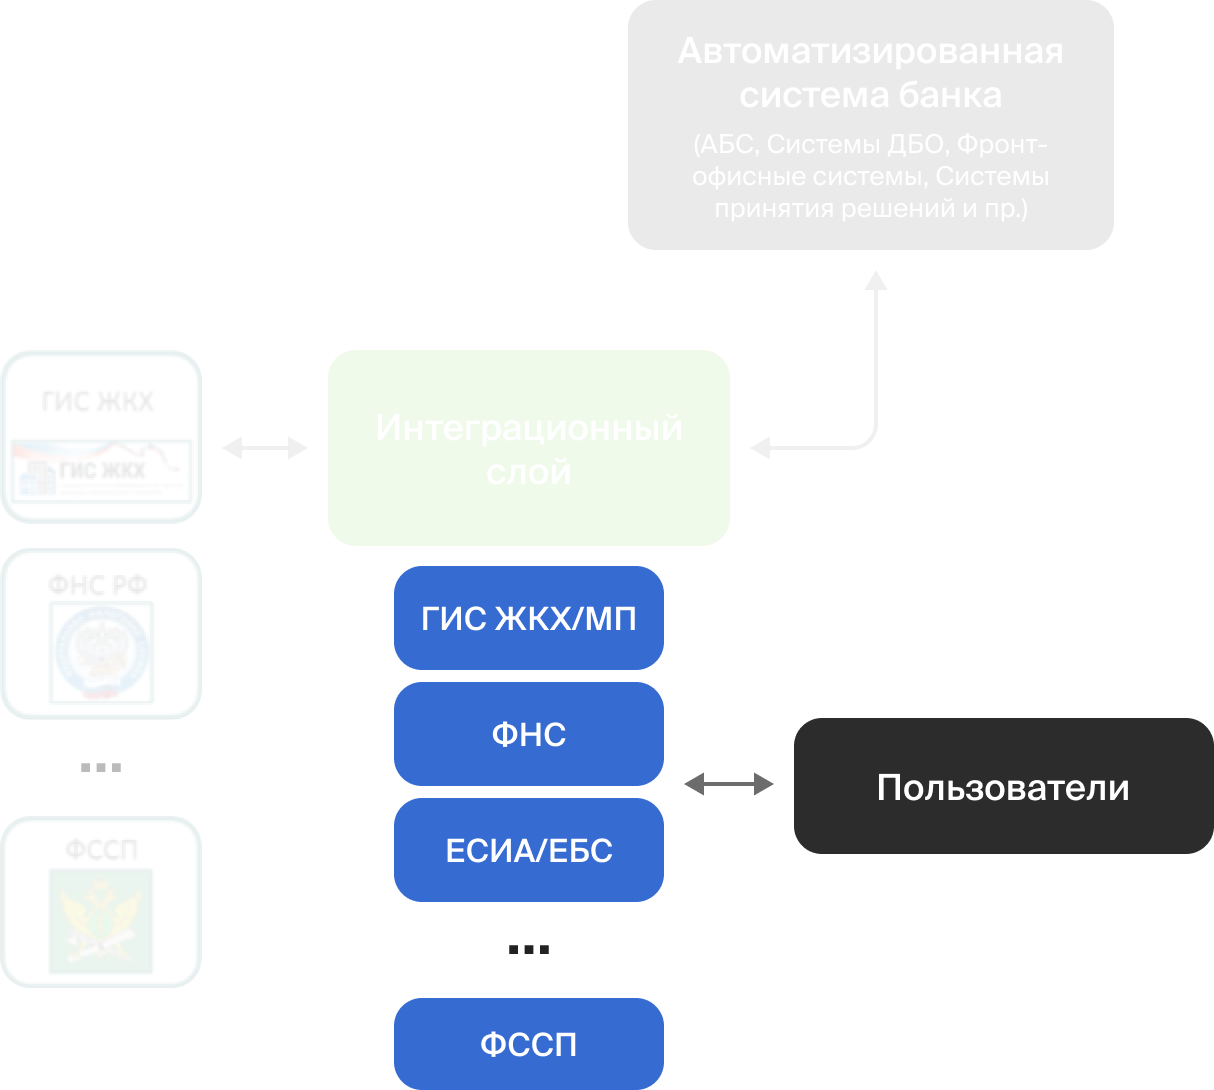 Автоматизированная
система банка
(АБС, Системы ДБО, Фронт-
офисные системы, Системы
принятия решений и пр.)
ГИС ЖКХ
ГИС ЖКХ
Интеграционный
слой
ФНС РФ
...
ФССП
ГИС ЖКХ/МП
ФНС
ЕСИА/ЕБС
...
ФССП
Пользователи